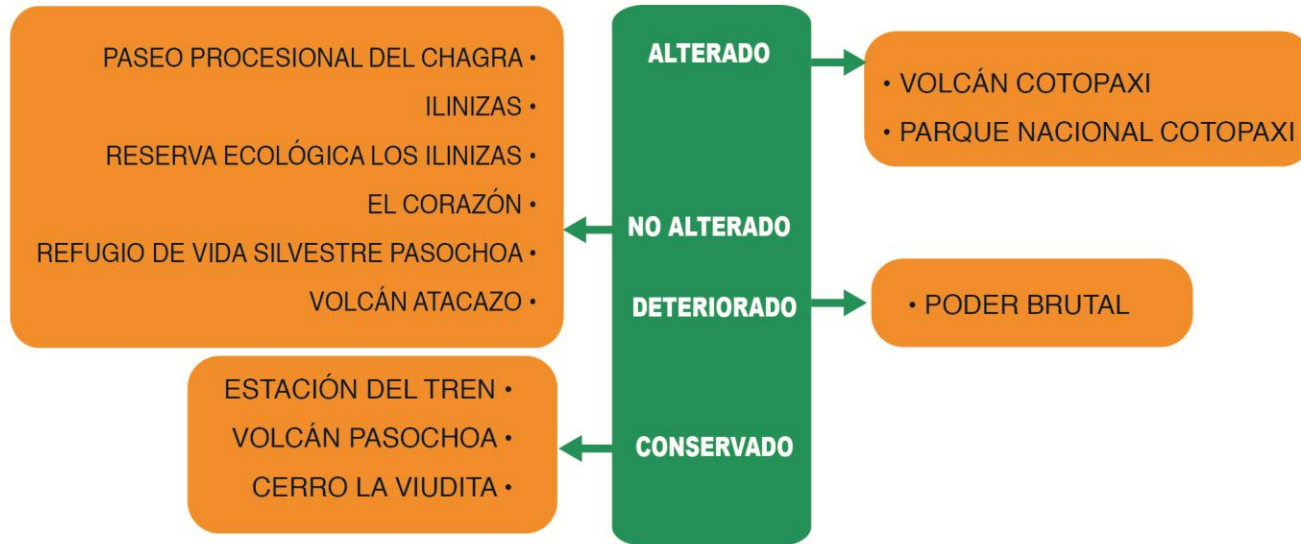 PASEO PROCESIONAL DEL CHAGRA •
ILINIZAS •
RESERVA ECOLÓGICA LOS ILINIZAS •
EL CORAZÓN •
REFUGIO DE VIDA SILVESTRE PASOCHOA •
VOLCÁN ATACAZO •
ESTACIÓN DEL TREN •
VOLCÁN PASOCHOA •
CERRO LA VIUDITA •
ALTERADO
NO ALTERADO
DETERIORADO
CONSERVADO
• VOLCÁN COTOPAXI
• PARQUE NACIONAL COTOPAXI
• PODER BRUTAL